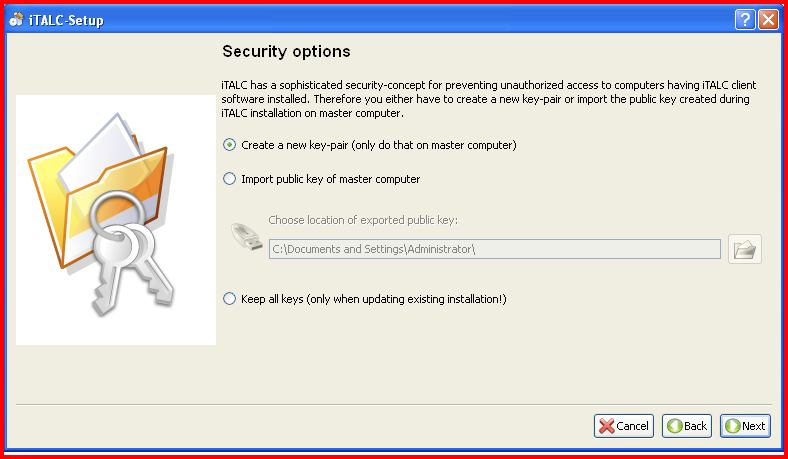 iTALC-Setup
Security options
iTALC has a sophisticated security-concept for preventing unauthorized access to computers having iTALC client
software installed. Therefore you either have to create a new key-pair or import the public key created during
iTALC installation on master computer.
Create a new key-pair (only do that on master computer)
Import public key of master computer
Choose location of exported public key:
C:\Documents and Settings\Administrator\
Keep all keys (only when updating existing installation!)
Cancel
Back
Next